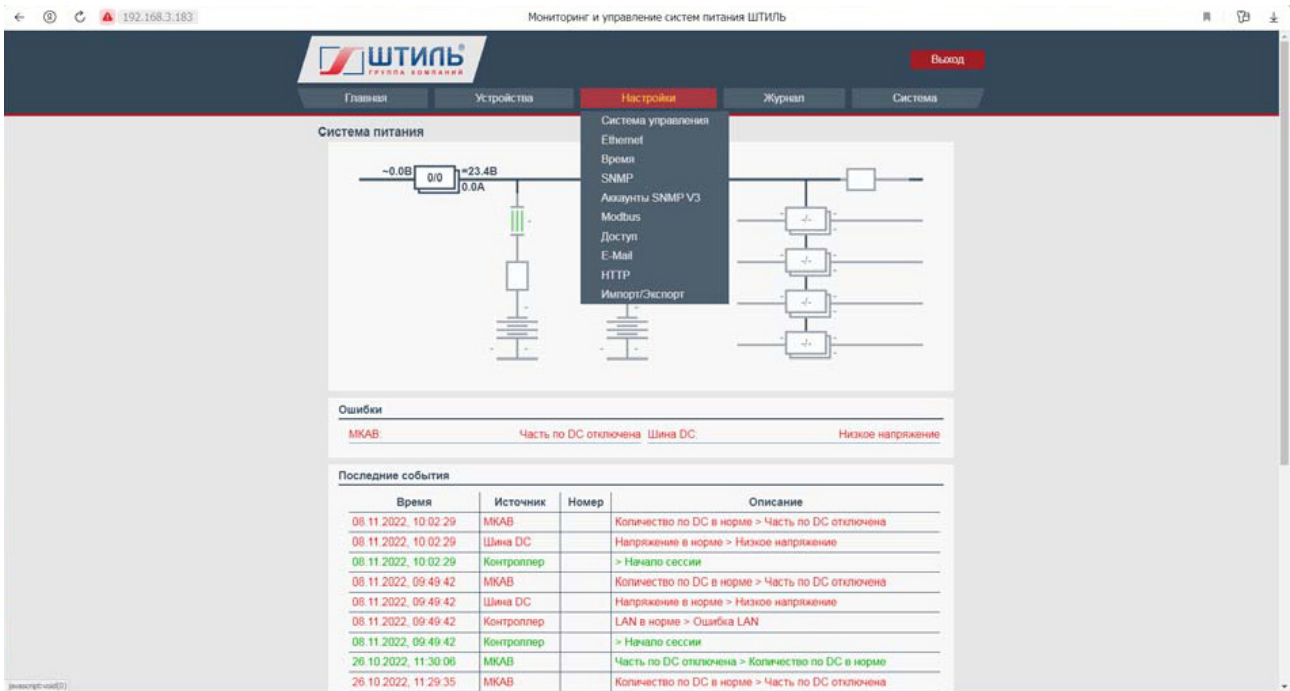 192.168.3.183
Мониторинг и управление систем питания ШТИЛЬ
ШТИЛЬ®
ГРУППА КОМПАНИЙ
Выход
Главная Устройства Настройки Журнал Система
Система управления
Ethernet
Время
SNMP
Аккаунты SNMP V3
Modbus
Доступ
E-Mail
HTTP
Импорт/Экспорт
Система питания
~0.0В 0/0 =23.4В
0.0А
-/-
-/-
-/-
-/-
Ошибки
МКАВ: Часть по DC отключена Шина DC: Низкое напряжение
Последние события
Время Источник Номер Описание
08.11.2022, 10:02:29 МКАВ Количество по DC в норме > Часть по DC отключена
08.11.2022, 10:02:29 Шина DC Напряжение в норме > Низкое напряжение
08.11.2022, 10:02:29 Контроллер > Начало сессии
08.11.2022, 09:49:42 МКАВ Количество по DC в норме > Часть по DC отключена
08.11.2022, 09:49:42 Шина DC Напряжение в норме > Низкое напряжение
08.11.2022, 09:49:42 Контроллер LAN в норме > Ошибка LAN
08.11.2022, 09:49:42 Контроллер > Начало сессии
26.10.2022, 11:30:06 МКАВ Часть по DC отключена > Количество по DC в норме
26.10.2022, 11:29:35 МКАВ Количество по DC в норме > Часть по DC отключена
javascript:void(0)